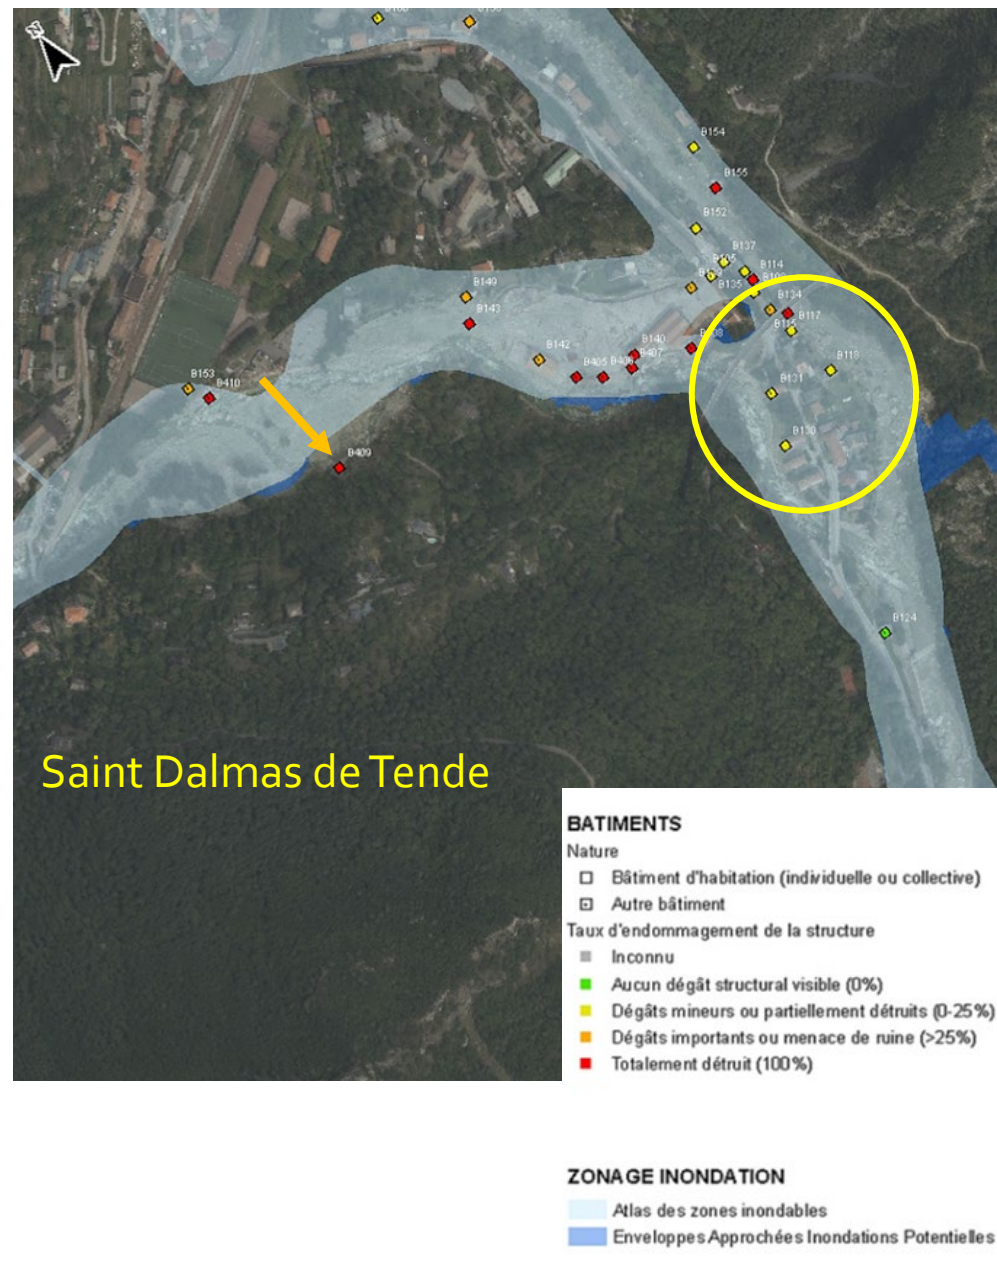 B154
B155
B152
B137
B114
B135
B134
B149
B117
B115
B143
B140
B142
B407
B118
B405
B153
B410
B131
B130
B409
B124
Saint Dalmas de Tende
BATIMENTS
Nature
Bâtiment d'habitation (individuelle ou collective)
Autre bâtiment
Taux d'endommagement de la structure
Inconnu
Aucun dégât structural visible (0%)
Dégâts mineurs ou partiellement détruits (0-25%)
Dégâts importants ou menace de ruine (>25%)
Totalement détruit (100%)
ZONAGE INONDATION
Atlas des zones inondables
Enveloppes Approchées Inondations Potentielles